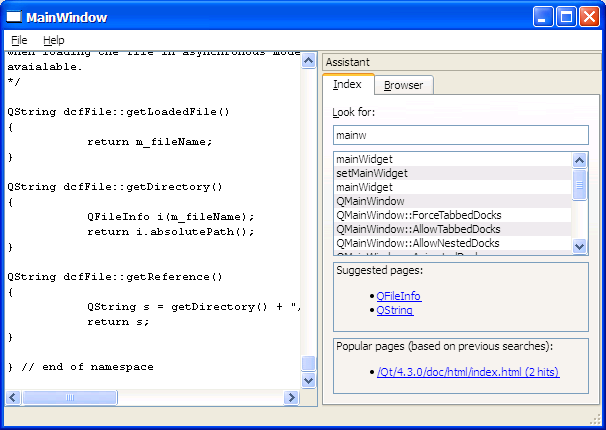 MainWindow
File Help
when loading the file in asynchronous mode
avaialable.
*/
QString dcfFile::getLoadedFile()
{
return m_fileName;
}
QString dcfFile::getDirectory()
{
QFileInfo i(m_fileName);
return i.absolutePath();
}
QString dcfFile::getReference()
{
QString s = getDirectory() + "/
return s;
}
} // end of namespace
Assistant
Index Browser
Look for:
mainw
mainWidget
setMainWidget
mainWidget
QMainWindow
QMainWindow::ForceTabbedDocks
QMainWindow::AllowTabbedDocks
QMainWindow::AllowNestedDocks
QMainWindow::AnimatedDocks
Suggested pages:
QFileInfo
QString
Popular pages (based on previous searches):
/Qt/4.3.0/doc/html/index.html (2 hits)